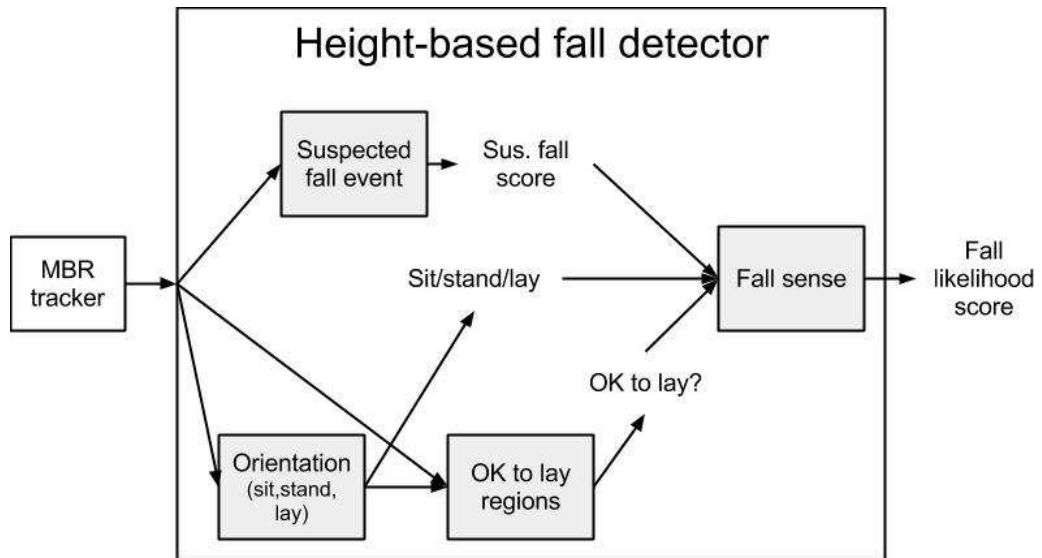 Height-based fall detector
Suspected
fall event
Sus. fall
score
MBR
tracker
Sit/stand/lay
Fall sense
Fall
likelihood
score
OK to lay?
Orientation
(sit,stand,
lay)
OK to lay
regions